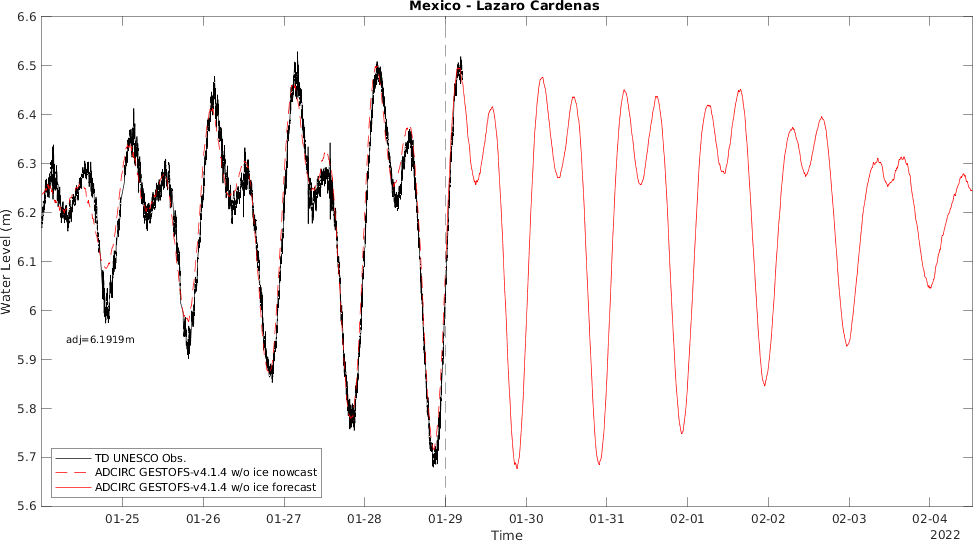 Mexico - Lazaro Cardenas
6.6
6.5
6.4
6.3
6.2
6.1
6
5.9
5.8
5.7
5.6
Water Level (m)
adj=6.1919m
TD UNESCO Obs.
ADCIRC GESTOFS-v4.1.4 w/o ice nowcast
ADCIRC GESTOFS-v4.1.4 w/o ice forecast
01-25 01-26 01-27 01-28 01-29 01-30 01-31 02-01 02-02 02-03 02-04
2022
Time